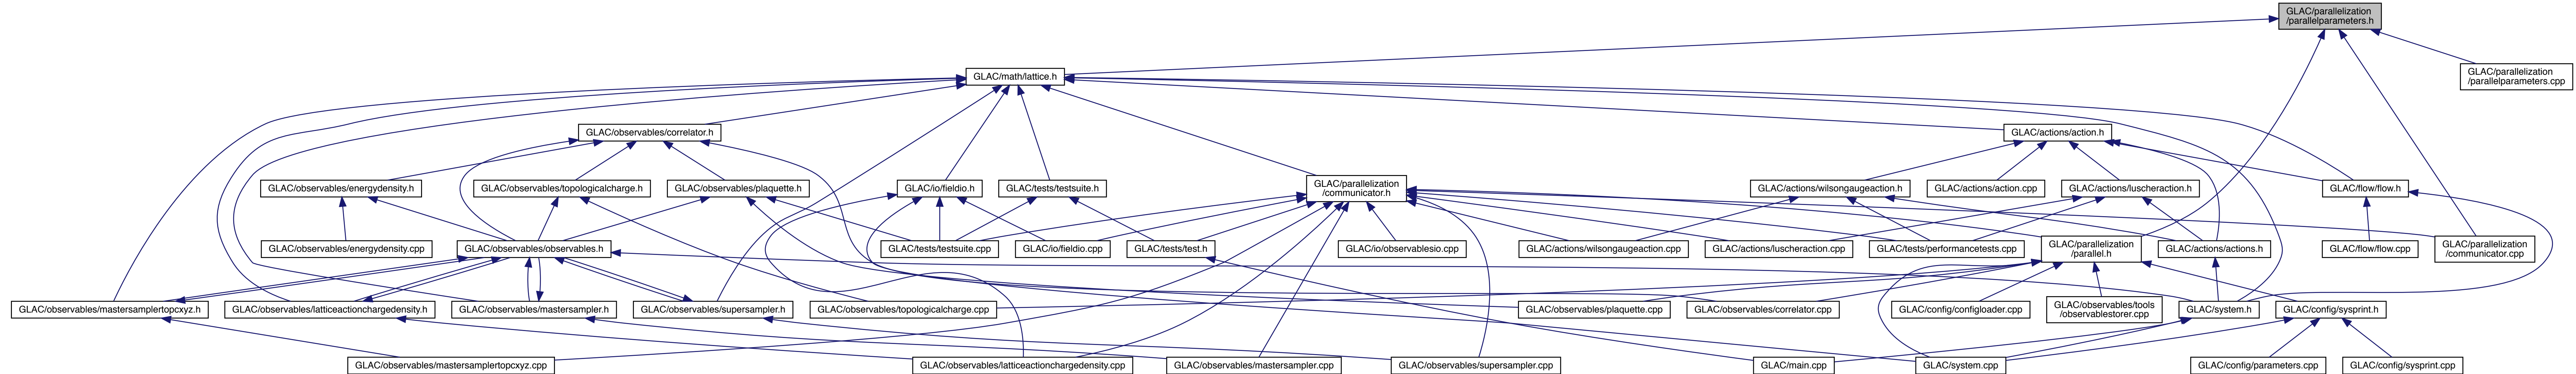 GLAC/parallelization
/parallelparameters.h
GLAC/math/lattice.h
GLAC/parallelization
/parallelparameters.cpp
GLAC/observables/correlator.h
GLAC/actions/action.h
GLAC/observables/energydensity.h
GLAC/observables/topologicalcharge.h
GLAC/observables/plaquette.h
GLAC/io/fieldio.h
GLAC/tests/testsuite.h
GLAC/parallelization
/communicator.h
GLAC/actions/wilsongaugeaction.h
GLAC/actions/action.cpp
GLAC/actions/luscheraction.h
GLAC/flow/flow.h
GLAC/observables/energydensity.cpp
GLAC/observables/observables.h
GLAC/tests/testsuite.cpp
GLAC/io/fieldio.cpp
GLAC/tests/test.h
GLAC/io/observablesio.cpp
GLAC/actions/wilsongaugeaction.cpp
GLAC/actions/luscheraction.cpp
GLAC/tests/performancetests.cpp
GLAC/parallelization
/parallel.h
GLAC/actions/actions.h
GLAC/flow/flow.cpp
GLAC/parallelization
/communicator.cpp
GLAC/observables/mastersamplertopcxyz.h
GLAC/observables/latticeactionchargedensity.h
GLAC/observables/mastersampler.h
GLAC/observables/supersampler.h
GLAC/observables/topologicalcharge.cpp
GLAC/observables/plaquette.cpp
GLAC/observables/correlator.cpp
GLAC/config/configloader.cpp
GLAC/observables/tools
/observablestorer.cpp
GLAC/system.h
GLAC/config/sysprint.h
GLAC/observables/mastersamplertopcxyz.cpp
GLAC/observables/latticeactionchargedensity.cpp
GLAC/observables/mastersampler.cpp
GLAC/observables/supersampler.cpp
GLAC/main.cpp
GLAC/system.cpp
GLAC/config/parameters.cpp
GLAC/config/sysprint.cpp